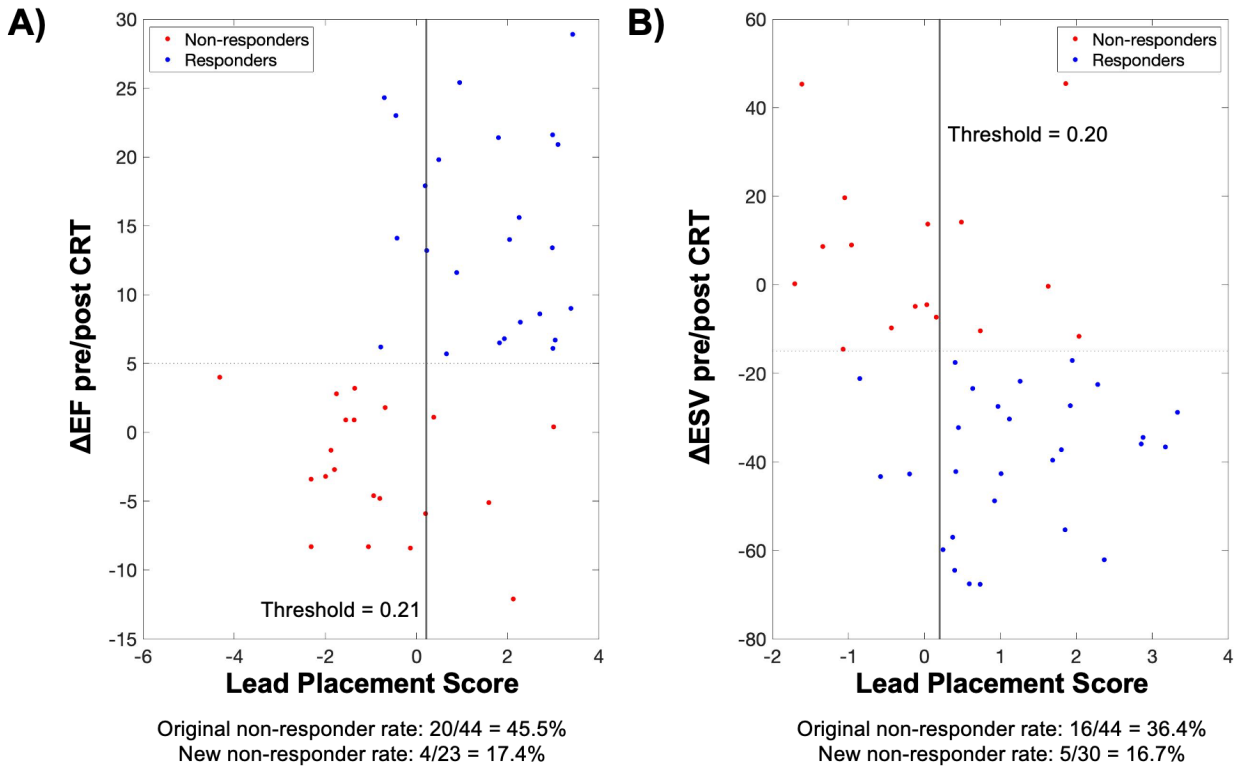 A)
30
25
20
15
10
5
0
-5
-10
-15
ΔEF pre/post CRT
Non-responders
Responders
Threshold = 0.21
-6
-4
-2
0
2
4
Lead Placement Score
Original non-responder rate: 20/44 = 45.5%
New non-responder rate: 4/23 = 17.4%
B)
60
40
20
0
-20
-40
-60
-80
ΔESV pre/post CRT
Non-responders
Responders
Threshold = 0.20
-2
-1
0
1
2
3
4
Lead Placement Score
Original non-responder rate: 16/44 = 36.4%
New non-responder rate: 5/30 = 16.7%